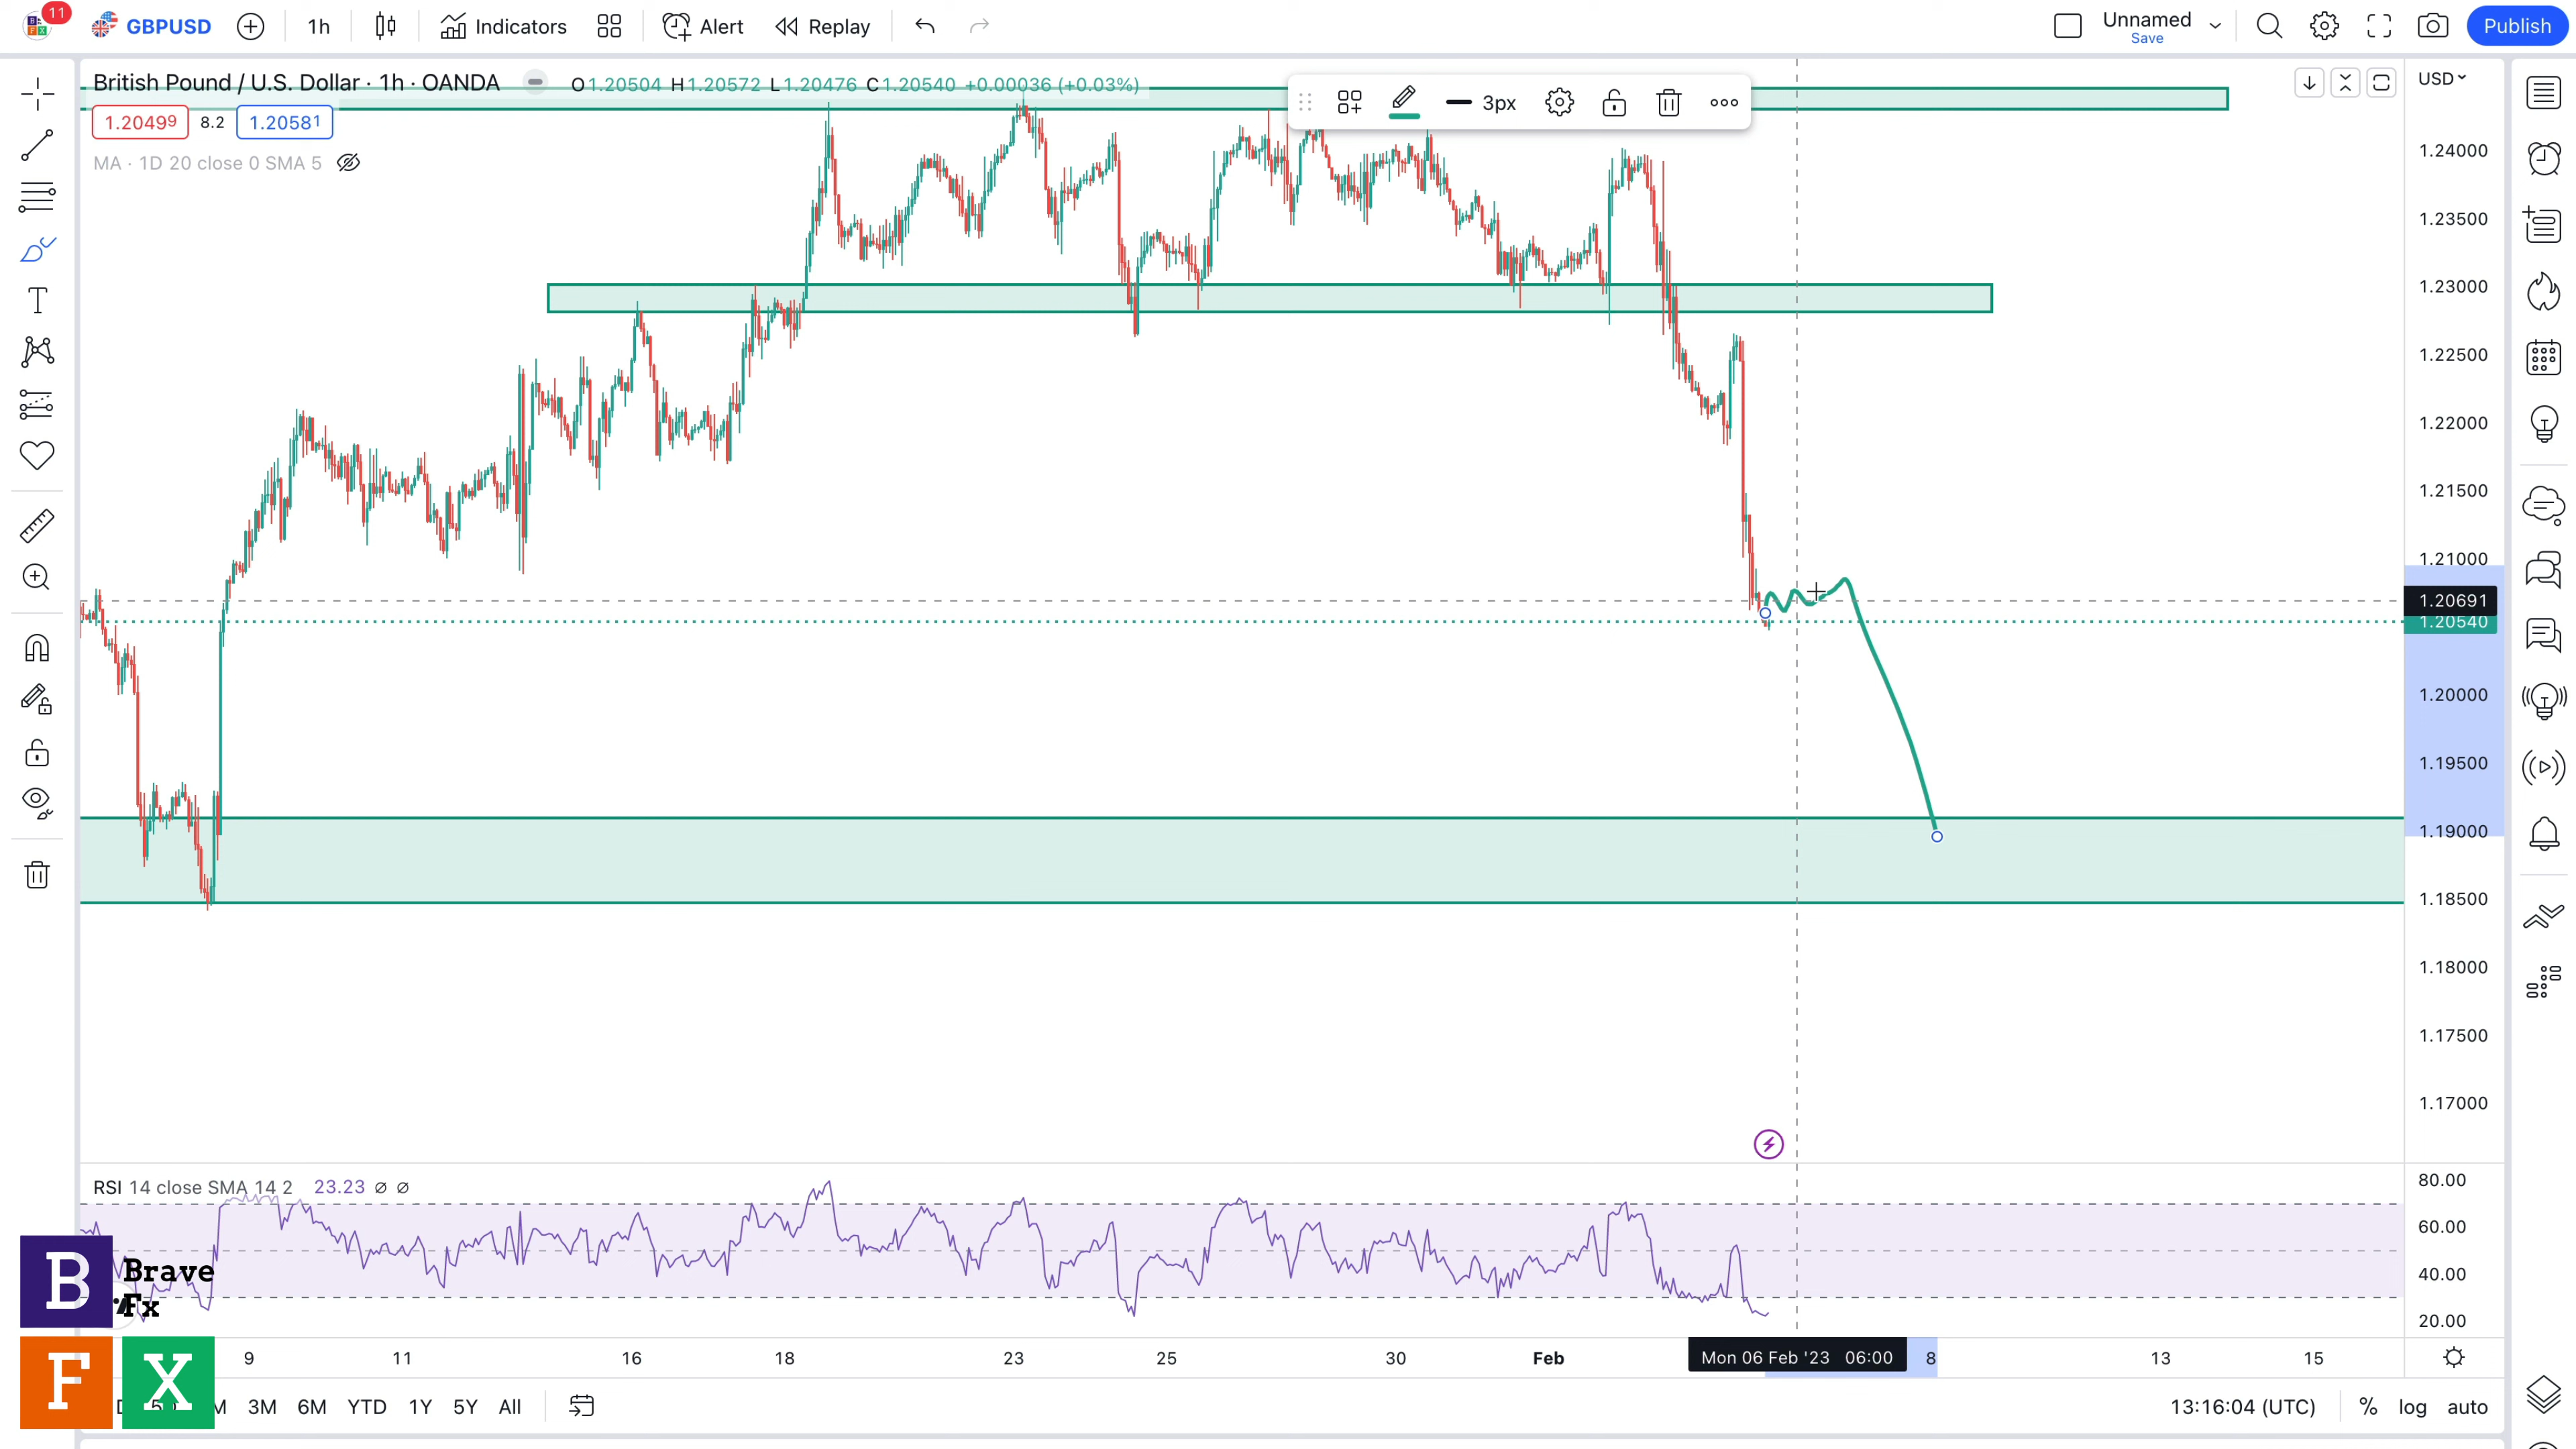 11
GBPUSD 1h Indicators Alert Replay Unnamed Save Publish
British Pound / U.S. Dollar · 1h · OANDA O1.20504 H1.20572 L1.20476 C1.20540 +0.00036 (+0.03%)
1.20499 8.2 1.20581
MA · 1D 20 close 0 SMA 5
3px
USD
1.24000
1.23500
1.23000
1.22500
1.22000
1.21500
1.21000
1.20691
1.20540
1.20000
1.19500
1.19000
1.18500
1.18000
1.17500
1.17000
RSI 14 close SMA 14 2 23.23 ∅ ∅
80.00
60.00
40.00
20.00
B Brave
Fx
F X
9 11 16 18 23 25 30 Feb Mon 06 Feb '23 06:00 8 13 15
3M 6M YTD 1Y 5Y All 13:16:04 (UTC) % log auto